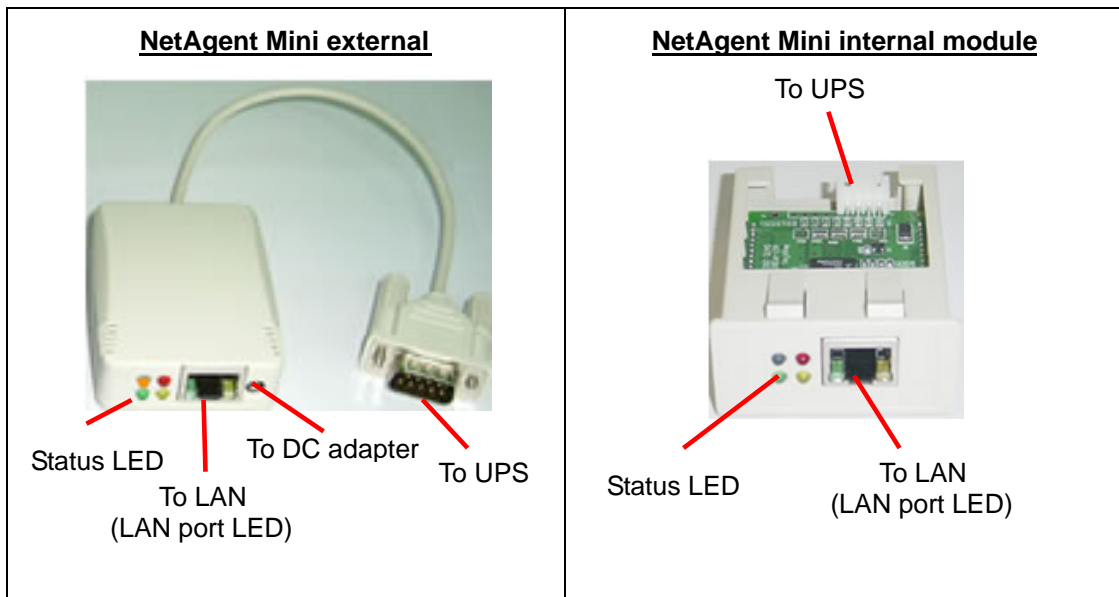 NetAgent Mini external
Status LED
To LAN
(LAN port LED)
To DC adapter
To UPS
NetAgent Mini internal module
To UPS
Status LED
To LAN
(LAN port LED)